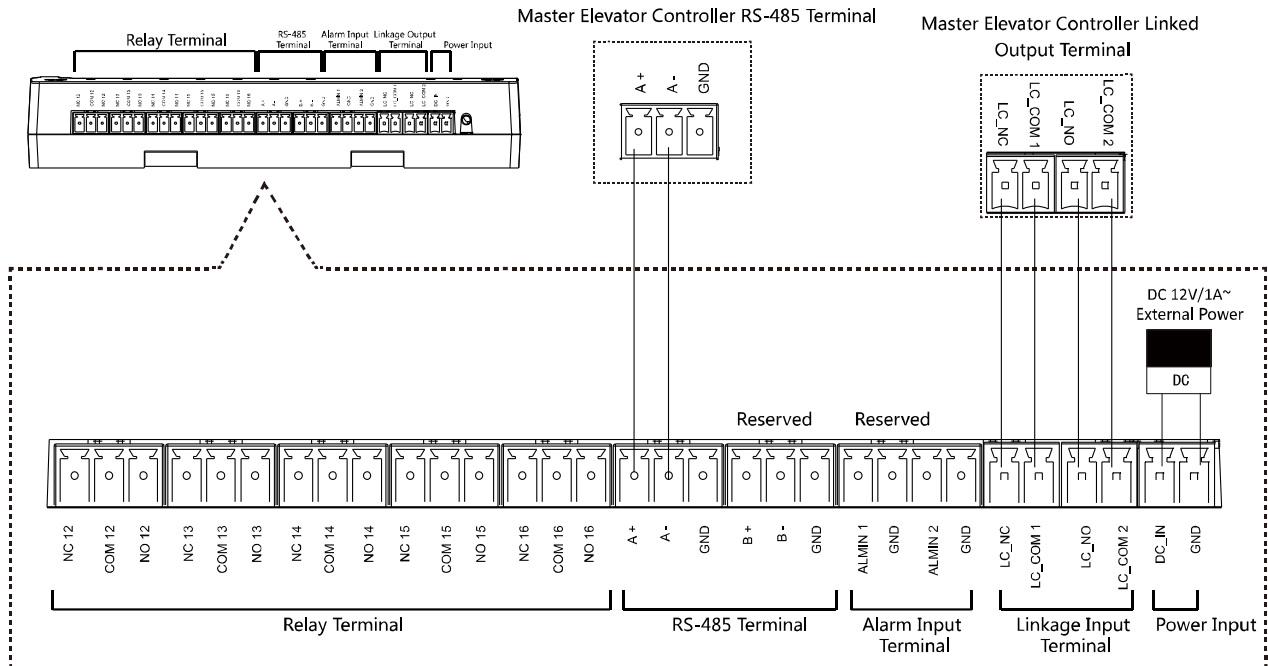 Master Elevator Controller RS-485 Terminal
Master Elevator Controller Linked
Output Terminal
Relay Terminal
RS-485
Terminal
Alarm Input
Terminal
Linkage Output
Terminal
Power Input
A+
A -
GND
LC_NC
LC_COM 1
LC_NO
LC_COM 2
DC 12V/1A~
External Power
DC
Reserved
Reserved
NC 12
COM 12
NO 12
NC 13
COM 13
NO 13
NC 14
COM 14
NO 14
NC 15
COM 15
NO 15
NC 16
COM 16
NO 16
A +
A -
GND
B +
B -
GND
ALMIN 1
GND
ALMIN 2
GND
LC_NC
LC_COM 1
LC_NO
LC_COM 2
DC_IN
GND
Relay Terminal
RS-485 Terminal
Alarm Input
Terminal
Linkage Input
Terminal
Power Input